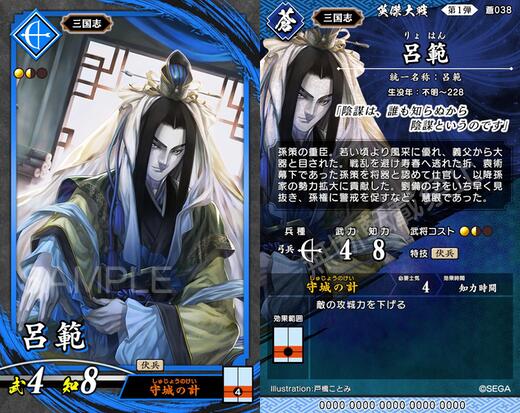 三国志
SAMPLE
呂範
伏兵
武4 知8
しゅじょうのけい
守城の計
4
蒼
三国志
英傑大戦
第1弾
蒼038
りょ はん
呂範
統一名称：呂範
生没年：不明～228
「陰謀は、誰も知らぬから
陰謀というのです」
孫策の重臣。若い頃より風采に優れ、義父から大
器と目された。戦乱を避け寿春へ逃れた折、袁術
幕下であった孫策を将器と認めて仕官し、以降孫
家の勢力拡大に貢献した。劉備の才をいち早く見
抜き、孫権に警戒を促すなど、慧眼であった。
兵種 武力 知力 武将コスト
弓兵 4 8
特技 伏兵
しゅじょうのけい
守城の計
必要士気
4
効果時間
知力時間
敵の攻城力を下げる
効果範囲
Illustration:戸橋ことみ
©SEGA
0000 0000 0000 0000 0000